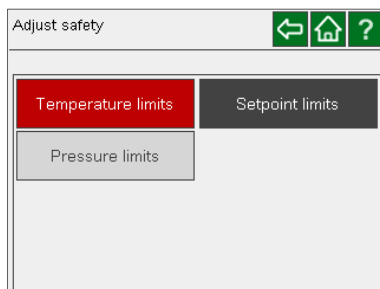 Adjust safety
?
Temperature limits
Setpoint limits
Pressure limits